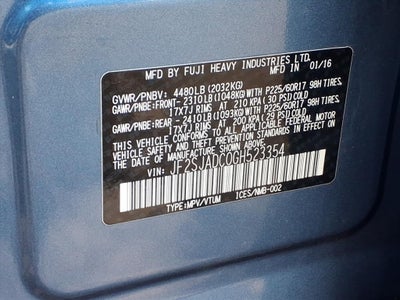 MFD BY FUJI HEAVY INDUSTRIES LTD. IN 01/16
GVWR/PNBV: 4480LB (2032KG)
GAWR/PNBE:FRONT- 2310LB (1048KG) WITH P225/60R17 98H TIRES,
17X7J RIMS, AT 210 KPA (30 PSI) COLD
GAWR/PNBE:REAR - 2410LB (1093KG) WITH P225/60R17 98H TIRES,
17X7J RIMS, AT 200 KPA (29 PSI) COLD
THIS VEHICLE CONFORMS TO ALL APPLICABLE FEDERAL MOTOR
VEHICLE SAFETY, BUMPER, AND THEFT PREVENTION STANDARDS
IN EFFECT ON THE DATE OF MANUFACTURE SHOWN ABOVE.
VIN: JF2SJADC0GH523354
TYPE:MPV/VTUM ICES/NMB-002